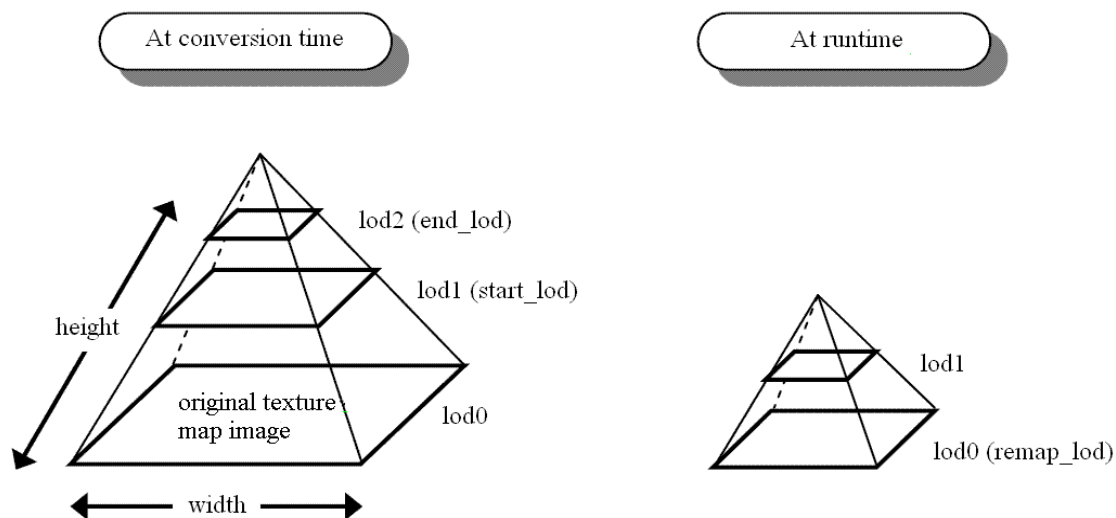 At conversion time
At runtime
lod2 (end_lod)
lod1 (start_lod)
height
original texture
map image
lod0
width
lod1
lod0 (remap_lod)